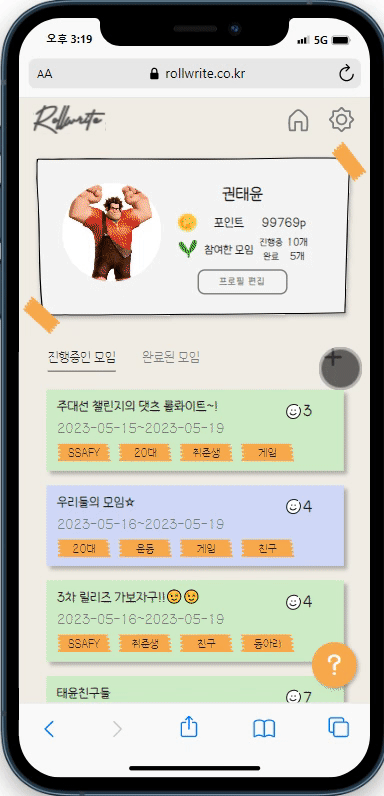 오후 3:19
5G
AA
rollwrite.co.kr
Rollwrite
권태윤
포인트 99769p
참여한 모임 진행중 10개
완료 5개
프로필 편집
진행중인 모임 완료된 모임
+
주대선 챌린지의 댓츠 롤롸이트~!
3
2023-05-15~2023-05-19
SSAFY 20대 취준생 게임
우리들의 모임☆
4
2023-05-16~2023-05-19
20대 운동 게임 친구
3차 릴리즈 가보자구!!😉😉
4
2023-05-16~2023-05-19
SSAFY 취준생 친구 동아리
?
태윤친구들
7